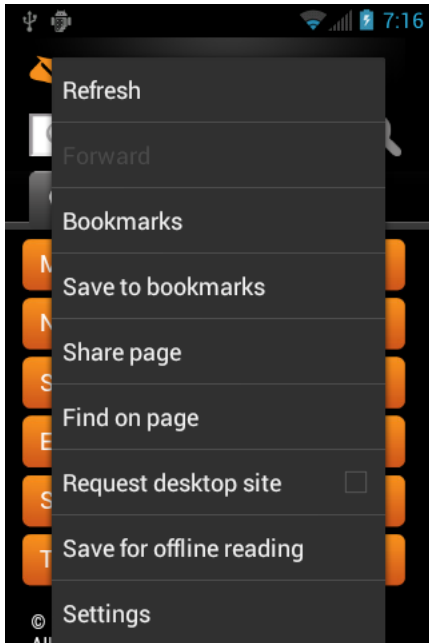 7:16
Refresh
Forward
Bookmarks
M
Save to bookmarks
N
Share page
S
Find on page
E
Request desktop site
S
Save for offline reading
T
Settings
©